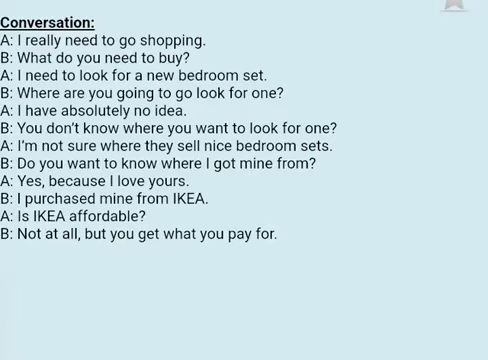 Conversation:
A: I really need to go shopping.
B: What do you need to buy?
A: I need to look for a new bedroom set.
B: Where are you going to go look for one?
A: I have absolutely no idea.
B: You don’t know where you want to look for one?
A: I’m not sure where they sell nice bedroom sets.
B: Do you want to know where I got mine from?
A: Yes, because I love yours.
B: I purchased mine from IKEA.
A: Is IKEA affordable?
B: Not at all, but you get what you pay for.